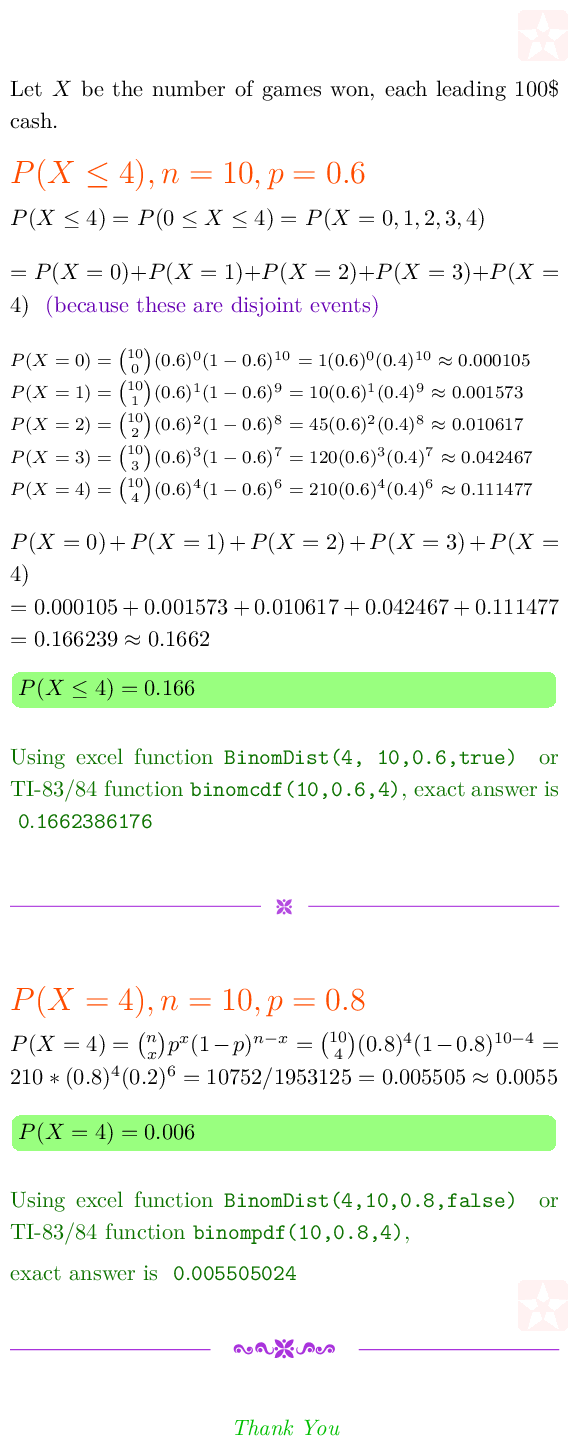 Let X be the number of games won, each leading 100$
cash.
P(X ≤ 4), n = 10, p = 0.6
P(X ≤ 4) = P(0 ≤ X ≤ 4) = P(X = 0, 1, 2, 3, 4)
= P(X = 0)+P(X = 1)+P(X = 2)+P(X = 3)+P(X =
4) (because these are disjoint events)
P(X = 0) = \binom{10}{0}(0.6)^0(1 − 0.6)^{10} = 1(0.6)^0(0.4)^{10} ≈ 0.000105
P(X = 1) = \binom{10}{1}(0.6)^1(1 − 0.6)^9 = 10(0.6)^1(0.4)^9 ≈ 0.001573
P(X = 2) = \binom{10}{2}(0.6)^2(1 − 0.6)^8 = 45(0.6)^2(0.4)^8 ≈ 0.010617
P(X = 3) = \binom{10}{3}(0.6)^3(1 − 0.6)^7 = 120(0.6)^3(0.4)^7 ≈ 0.042467
P(X = 4) = \binom{10}{4}(0.6)^4(1 − 0.6)^6 = 210(0.6)^4(0.4)^6 ≈ 0.111477
P(X = 0) + P(X = 1) + P(X = 2) + P(X = 3) + P(X =
4)
= 0.000105 + 0.001573 + 0.010617 + 0.042467 + 0.111477
= 0.166239 ≈ 0.1662
P(X ≤ 4) = 0.166
Using excel function BinomDist(4, 10,0.6,true) or
TI-83/84 function binomcdf(10,0.6,4), exact answer is
0.1662386176
P(X = 4), n = 10, p = 0.8
P(X = 4) = \binom{n}{x}p^x(1 − p)^{n−x} = \binom{10}{4}(0.8)^4(1 − 0.8)^{10−4} =
210 ∗ (0.8)^4(0.2)^6 = 10752/1953125 = 0.005505 ≈ 0.0055
P(X = 4) = 0.006
Using excel function BinomDist(4,10,0.8,false) or
TI-83/84 function binompdf(10,0.8,4),
exact answer is 0.005505024
Thank You